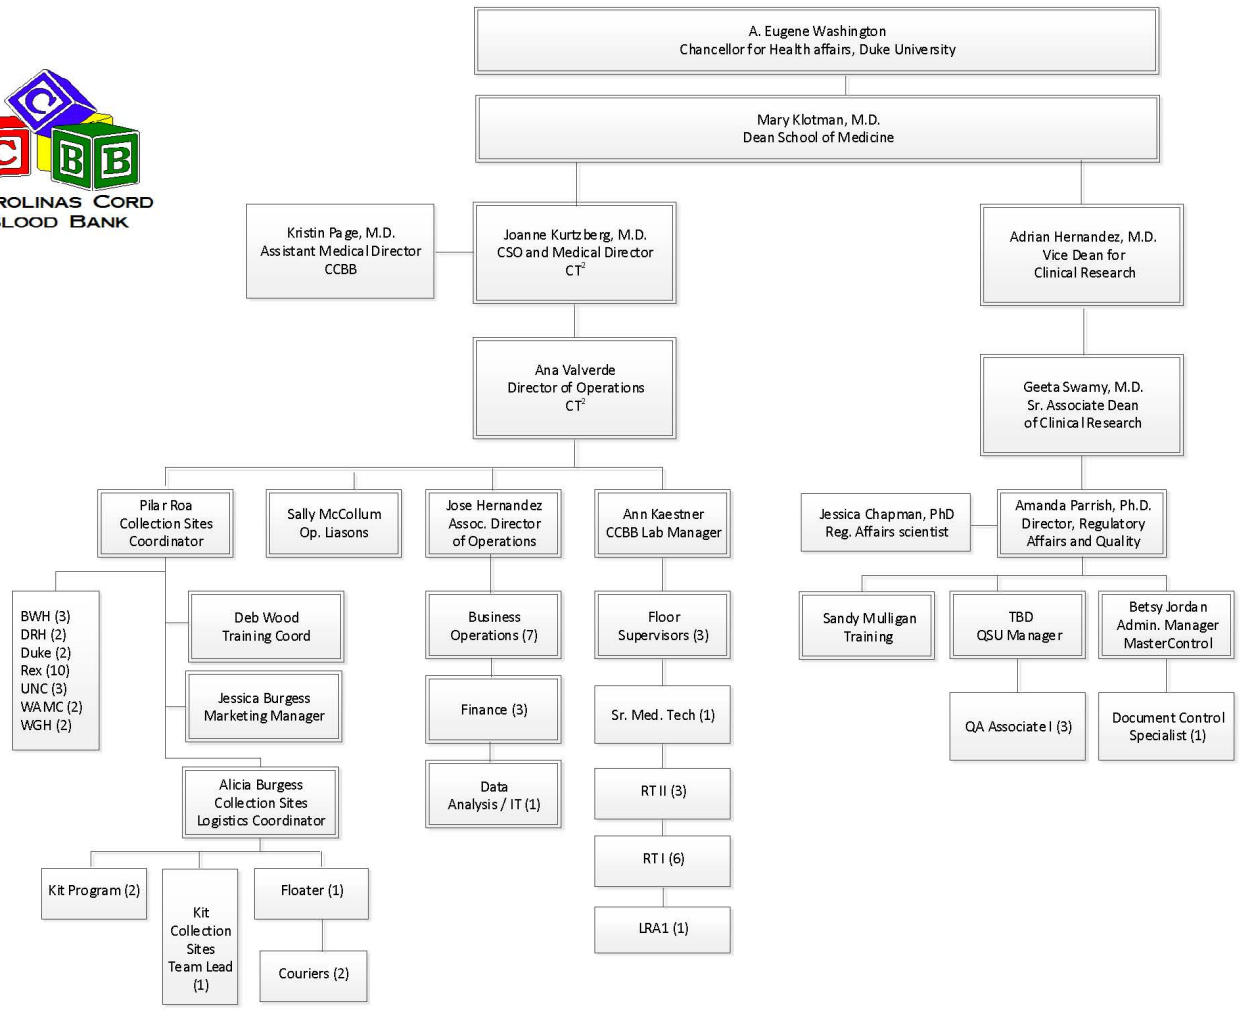 A. Eugene Washington
Chancellor for Health affairs, Duke University
Mary Klotman, M.D.
Dean School of Medicine
C
C
B
B
ROLINAS CORD
LOOD BANK
Kristin Page, M.D.
Assistant Medical Director
CCBB
Joanne Kurtzberg, M.D.
CSO and Medical Director
CT²
Adrian Hernandez, M.D.
Vice Dean for
Clinical Research
Ana Valverde
Director of Operations
CT²
Geeta Swamy, M.D.
Sr. Associate Dean
of Clinical Research
Pilar Roa
Collection Sites
Coordinator
Sally McCollum
Op. Liasons
Jose Hernandez
Assoc. Director
of Operations
Ann Kaestner
CCBB Lab Manager
Jessica Chapman, PhD
Reg. Affairs scientist
Amanda Parrish, Ph.D.
Director, Regulatory
Affairs and Quality
BWH (3)
DRH (2)
Duke (2)
Rex (10)
UNC (3)
WAMC (2)
WGH (2)
Deb Wood
Training Coord
Jessica Burgess
Marketing Manager
Business
Operations (7)
Floor
Supervisors (3)
Sandy Mulligan
Training
TBD
QSU Manager
Betsy Jordan
Admin. Manager
MasterControl
Finance (3)
Sr. Med. Tech (1)
QA Associate I (3)
Document Control
Specialist (1)
Alicia Burgess
Collection Sites
Logistics Coordinator
Data
Analysis / IT (1)
RT II (3)
RT I (6)
LRA1 (1)
Kit Program (2)
Kit
Collection
Sites
Team Lead
(1)
Floater (1)
Couriers (2)